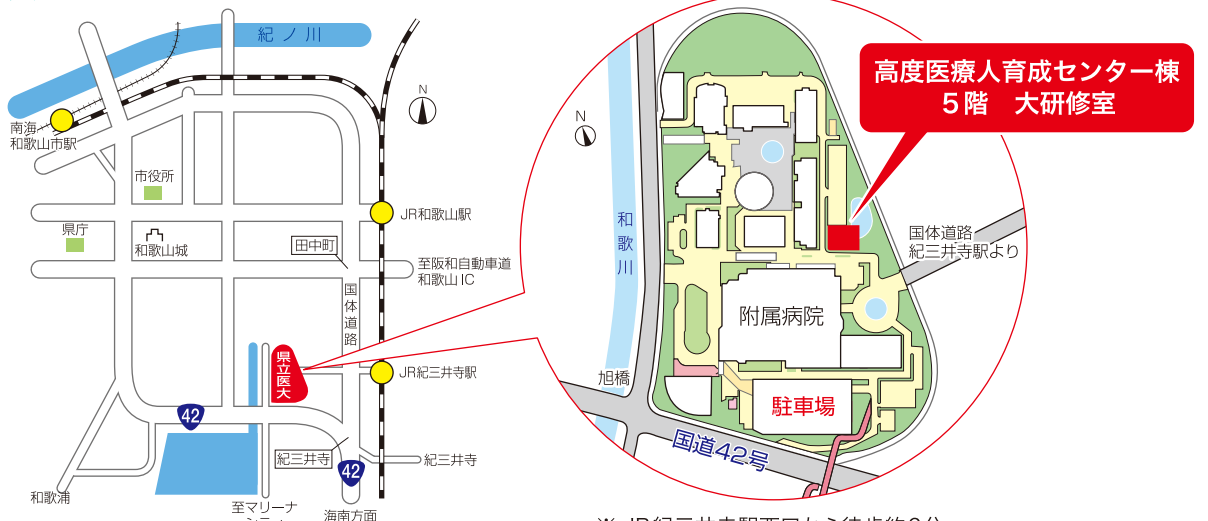 紀ノ川
N
南海
和歌山市駅
市役所
JR和歌山駅
県庁
和歌山城
田中町
至阪和自動車道
和歌山IC
国体道路
県立医大
JR紀三井寺駅
42
紀三井寺
42
紀三井寺
和歌浦
至マリーナ
海南方面
高度医療人育成センター棟
5階 大研修室
N
和歌川
国体道路
紀三井寺駅より
附属病院
旭橋
駐車場
国道42号